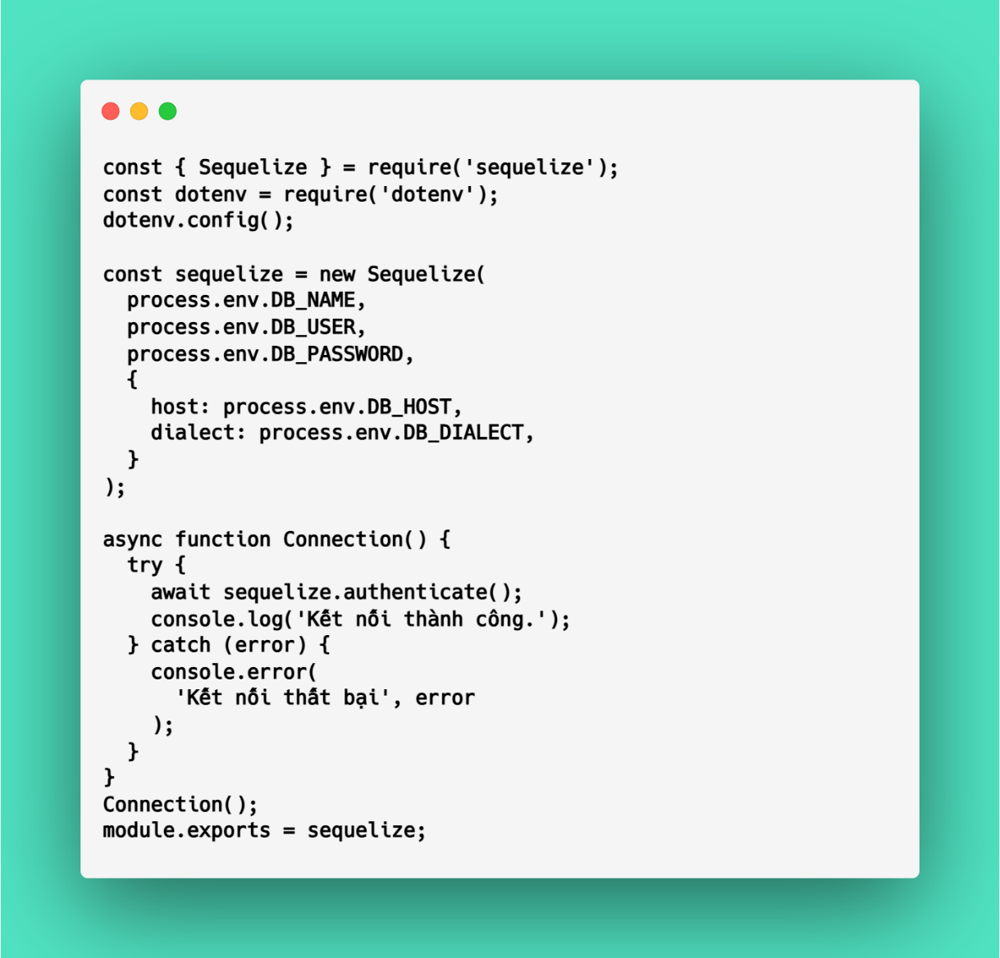 const { Sequelize } = require('sequelize');
const dotenv = require('dotenv');
dotenv.config();
const sequelize = new Sequelize(
  process.env.DB_NAME,
  process.env.DB_USER,
  process.env.DB_PASSWORD,
  {
    host: process.env.DB_HOST,
    dialect: process.env.DB_DIALECT,
  }
);
async function Connection() {
  try {
    await sequelize.authenticate();
    console.log('Kết nối thành công.');
  } catch (error) {
    console.error(
      'Kết nối thất bại', error
    );
  }
}
Connection();
module.exports = sequelize;